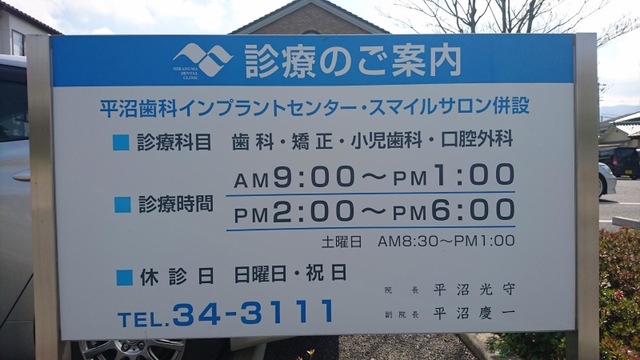 HIRANUMA
DENTAL
CLINIC
診療のご案内
平沼歯科インプラントセンター・スマイルサロン併設
■ 診療科目 歯科・矯正・小児歯科・口腔外科
■ 診療時間
AM9:00～PM1:00
PM2:00～PM6:00
土曜日 AM8:30～PM1:00
■ 休診日 日曜日・祝日
TEL.34-3111
院長 平沼光守
副院長 平沼慶一